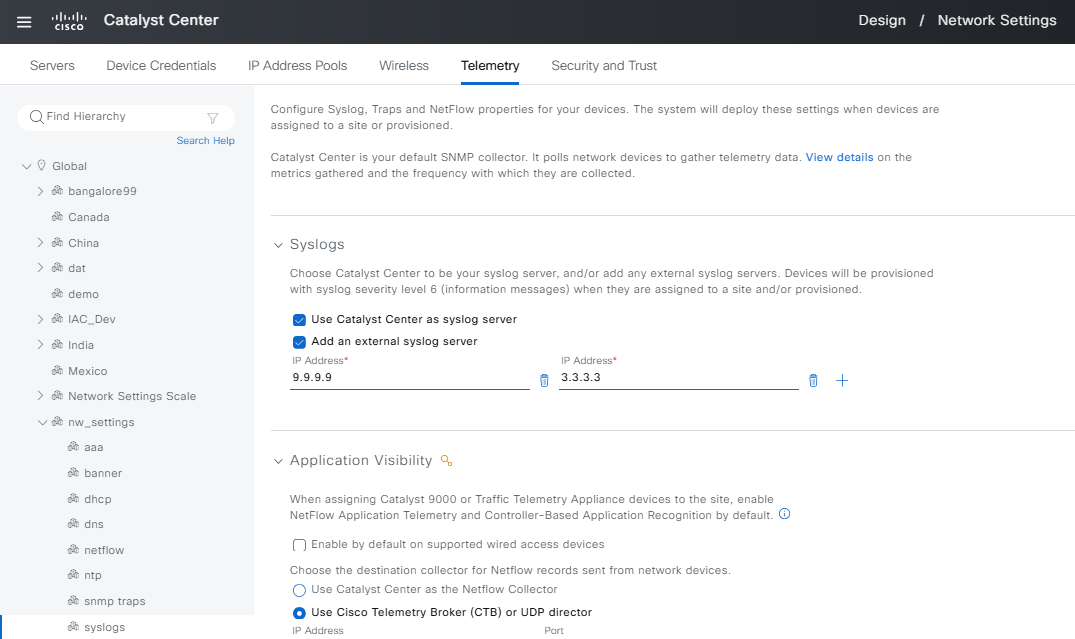 CISCO
Catalyst Center
Design / Network Settings
Servers
Device Credentials
IP Address Pools
Wireless
Telemetry
Security and Trust
Find Hierarchy
Search Help
Global
bangalore99
Canada
China
dat
demo
IAC_Dev
India
Mexico
Network Settings Scale
nw_settings
aaa
banner
dhcp
dns
netflow
ntp
snmp traps
syslogs
Configure Syslog, Traps and NetFlow properties for your devices. The system will deploy these settings when devices are
assigned to a site or provisioned.
Catalyst Center is your default SNMP collector. It polls network devices to gather telemetry data. View details on the
metrics gathered and the frequency with which they are collected.
Syslogs
Choose Catalyst Center to be your syslog server, and/or add any external syslog servers. Devices will be provisioned
with syslog severity level 6 (information messages) when they are assigned to a site and/or provisioned.
Use Catalyst Center as syslog server
Add an external syslog server
IP Address* IP Address*
9.9.9.9 3.3.3.3
Application Visibility
When assigning Catalyst 9000 or Traffic Telemetry Appliance devices to the site, enable
NetFlow Application Telemetry and Controller-Based Application Recognition by default.
Enable by default on supported wired access devices
Choose the destination collector for Netflow records sent from network devices.
Use Catalyst Center as the Netflow Collector
Use Cisco Telemetry Broker (CTB) or UDP director
IP Address Port